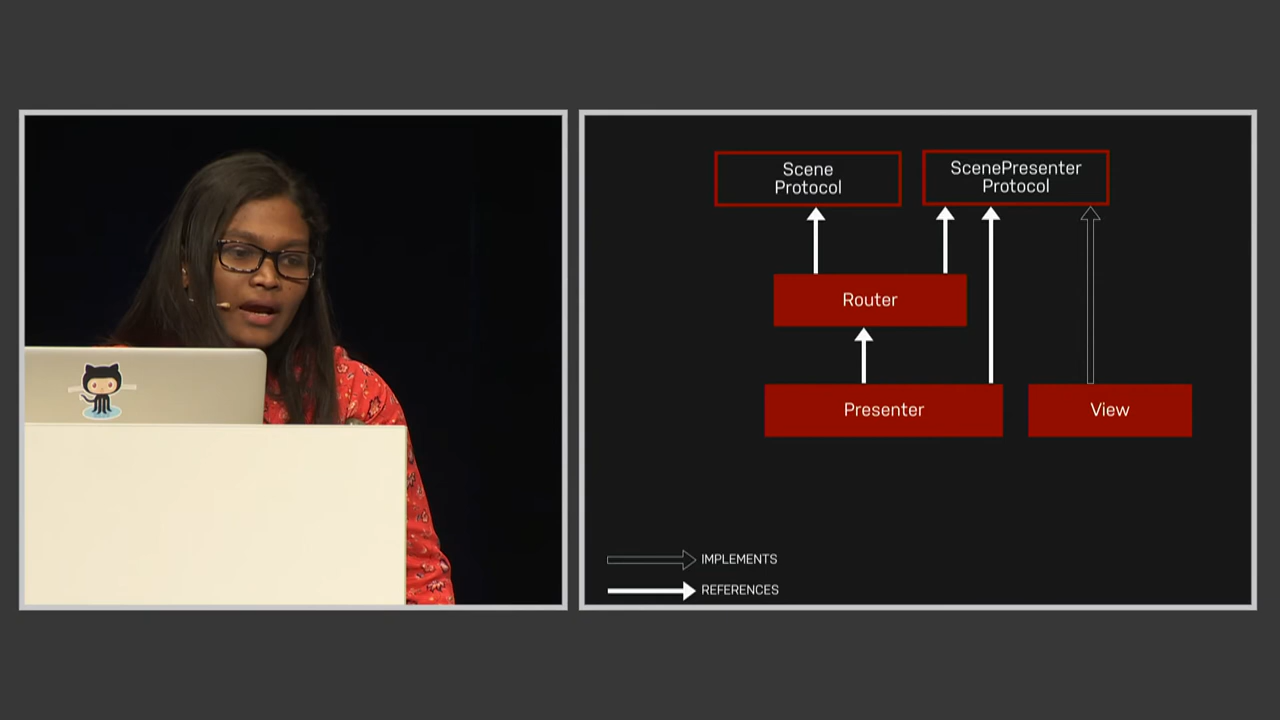 Scene
Protocol
ScenePresenter
Protocol
Router
Presenter
View
IMPLEMENTS
REFERENCES